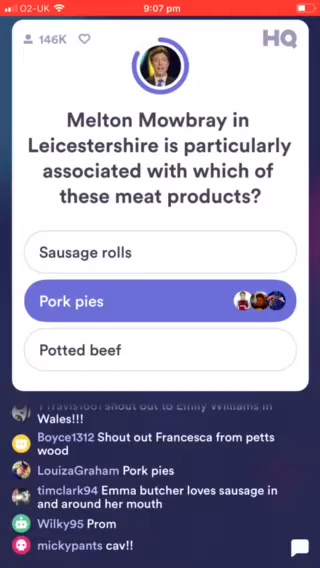 O2-UK 9:07 pm
146K HQ
Melton Mowbray in
Leicestershire is particularly
associated with which of
these meat products?
Sausage rolls
Pork pies
Potted beef
shout out to Emily Williams in
Wales!!!
Boyce1312 Shout out Francesca from petts
wood
LouizaGraham Pork pies
timclark94 Emma butcher loves sausage in
and around her mouth
Wilky95 Prom
mickypants cav!!